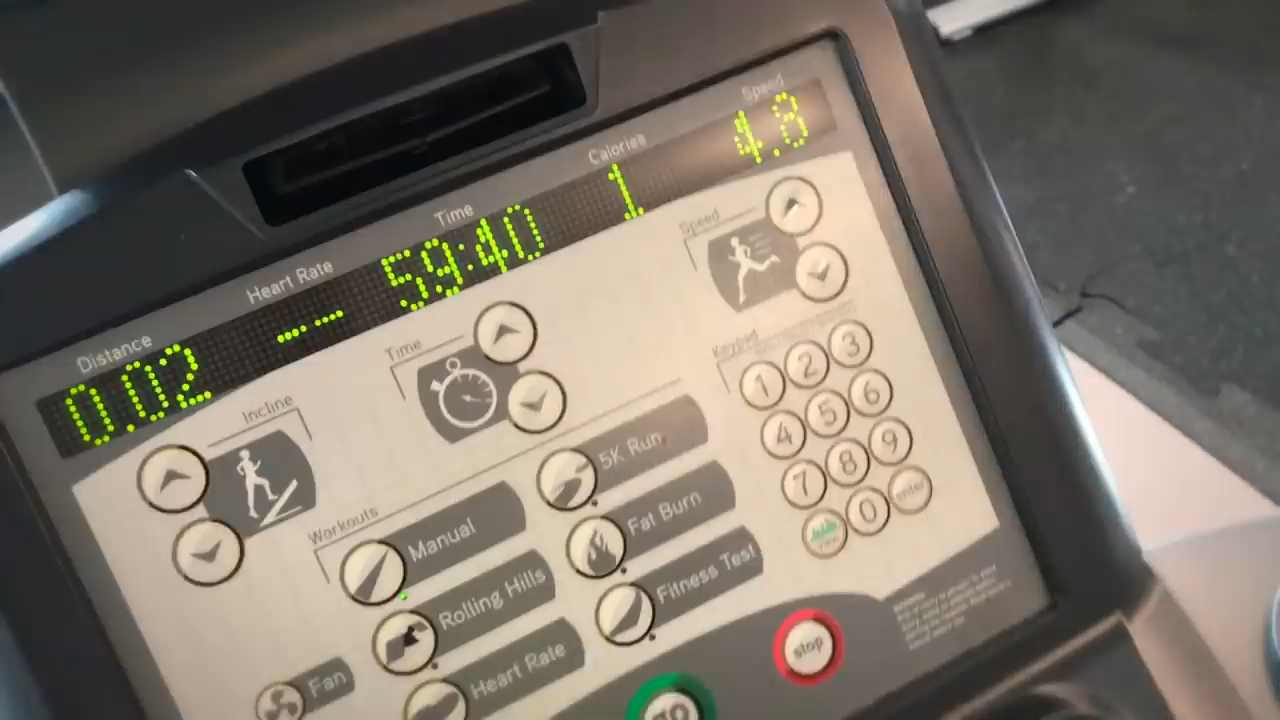 Distance
Heart Rate
Time
Calories
Speed
0.02
--
59:40
1
4.8
Incline
Time
Speed
Keypad
1
2
3
4
5
6
7
8
9
0
enter
view
Workouts
Manual
Rolling Hills
Heart Rate
5K Run
Fat Burn
Fitness Test
Fan
stop